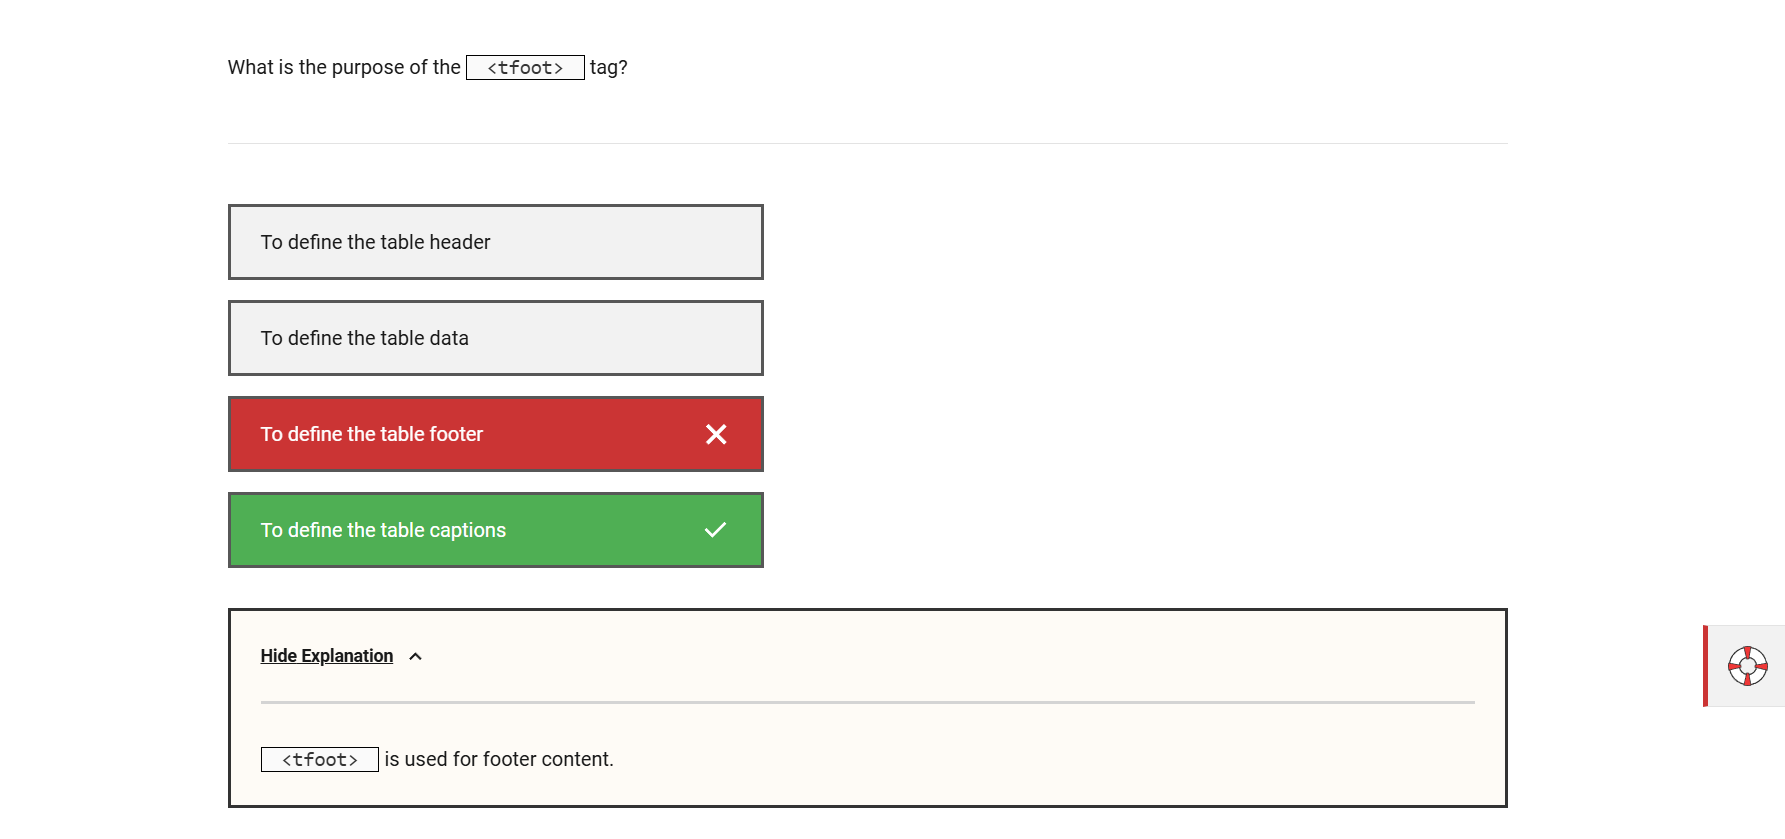 What is the purpose of the <tfoot> tag?
To define the table header
To define the table data
To define the table footer
To define the table captions
Hide Explanation
<tfoot> is used for footer content.